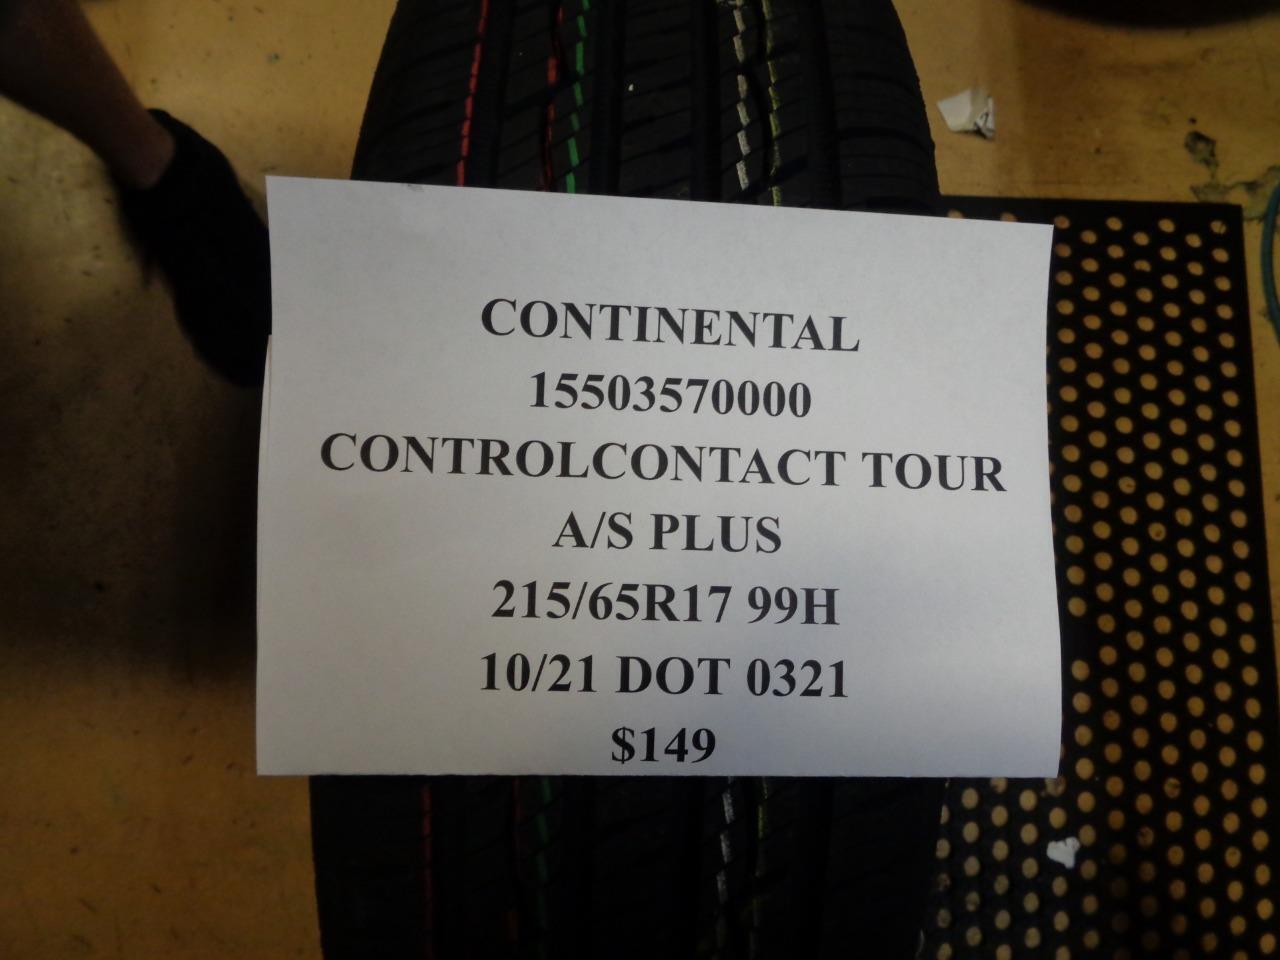 CONTINENTAL
15503570000
CONTROLCONTACT TOUR
A/S PLUS
215/65R17 99H
10/21 DOT 0321
$149